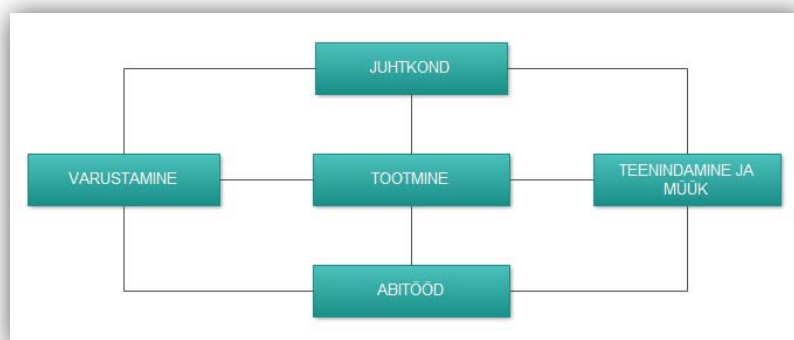 JUHTKOND
VARUSTAMINE
TOOTMINE
TEENINDAMINE JA
MÜÜK
ABITÖÖD